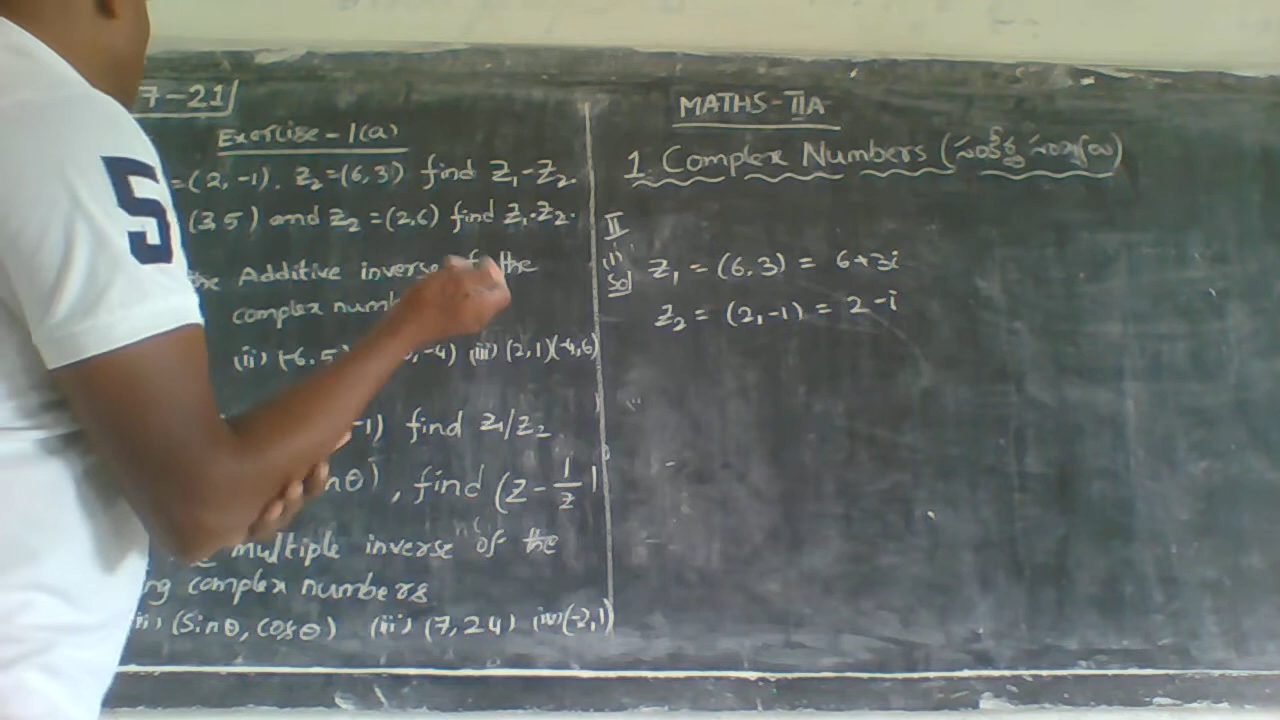 5
7-21
Exercise - 1(a)
=(2, -1). Z₂=(6,3) find Z₁-Z₂.
(3,5) and Z₂ =(2,6) find Z₁.Z₂.
the Additive inverse of the
complex
(ii) (-6,5) ,-4) (iii) (2,1)(-4,6)
-1) find Z₁/Z₂
nθ), find (Z - 1/Z)
multiple inverse of the
ng complex numbers
(Sinθ, cosθ) (iii) (7,24) (iv)(-2,1)
MATHS-IIA
1. Complex Numbers (సంకీర్ణ సంఖ్యలు)
II
(1)
Sol
Z₁ = (6,3) = 6+3i
Z₂ = (2,-1) = 2-i